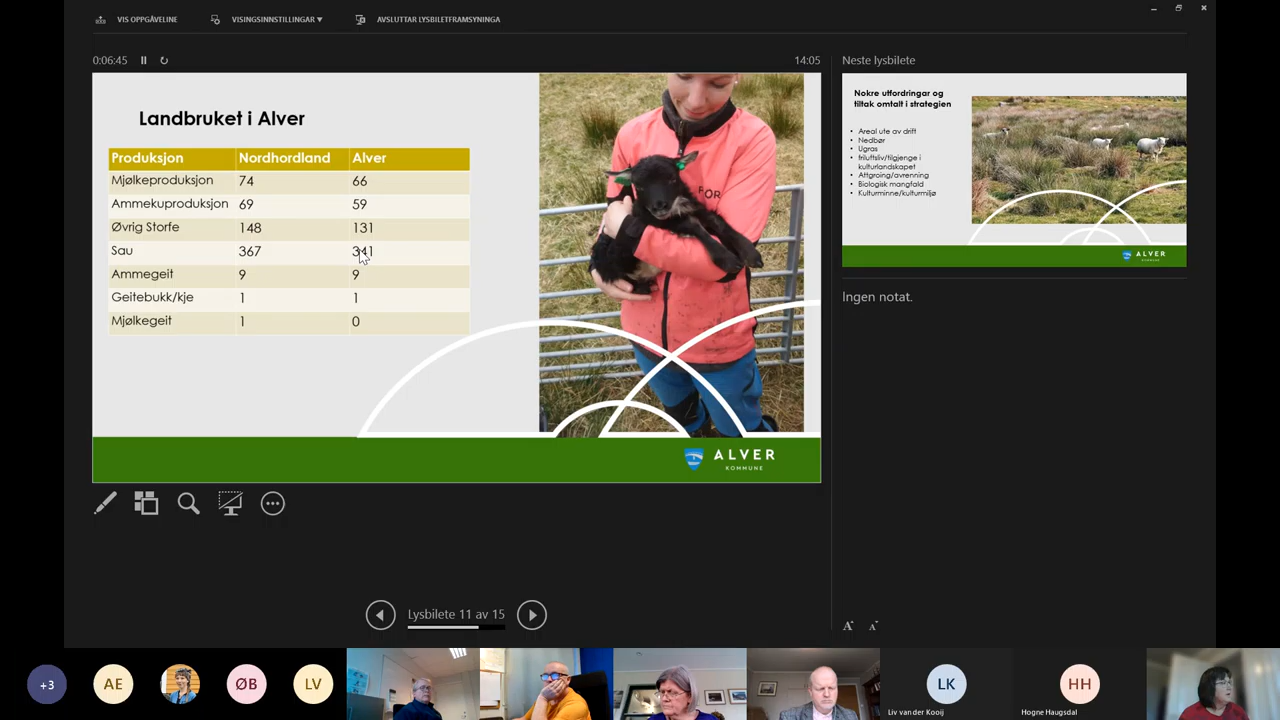 VIS OPPGÅVELINE
VISINGSINNSTILLINGAR ▼
AVSLUTTAR LYSBILETFRAMSYNINGA
0:06:45
14:05
Landbruket i Alver
Produksjon Nordhordland Alver
Mjølkeproduksjon 74 66
Ammekuproduksjon 69 59
Øvrig Storfe 148 131
Sau 367 341
Ammegeit 9 9
Geitebukk/kje 1 1
Mjølkegeit 1 0
ALVER
KOMMUNE
Lysbilete 11 av 15
Neste lysbilete
Nokre utfordringar og
tiltak omtalt i strategien
• Areal ute av drift
• Nedbør
• Ugras
• friluftsliv/tilgjenge i
kulturlandskapet
• Attgroing/avrenning
• Biologisk mangfald
• Kulturminne/kulturmiljø
ALVER
Ingen notat.
A A
+3
AE
ØB
LV
LK
Liv van der Kooij
HH
Hogne Haugsdal